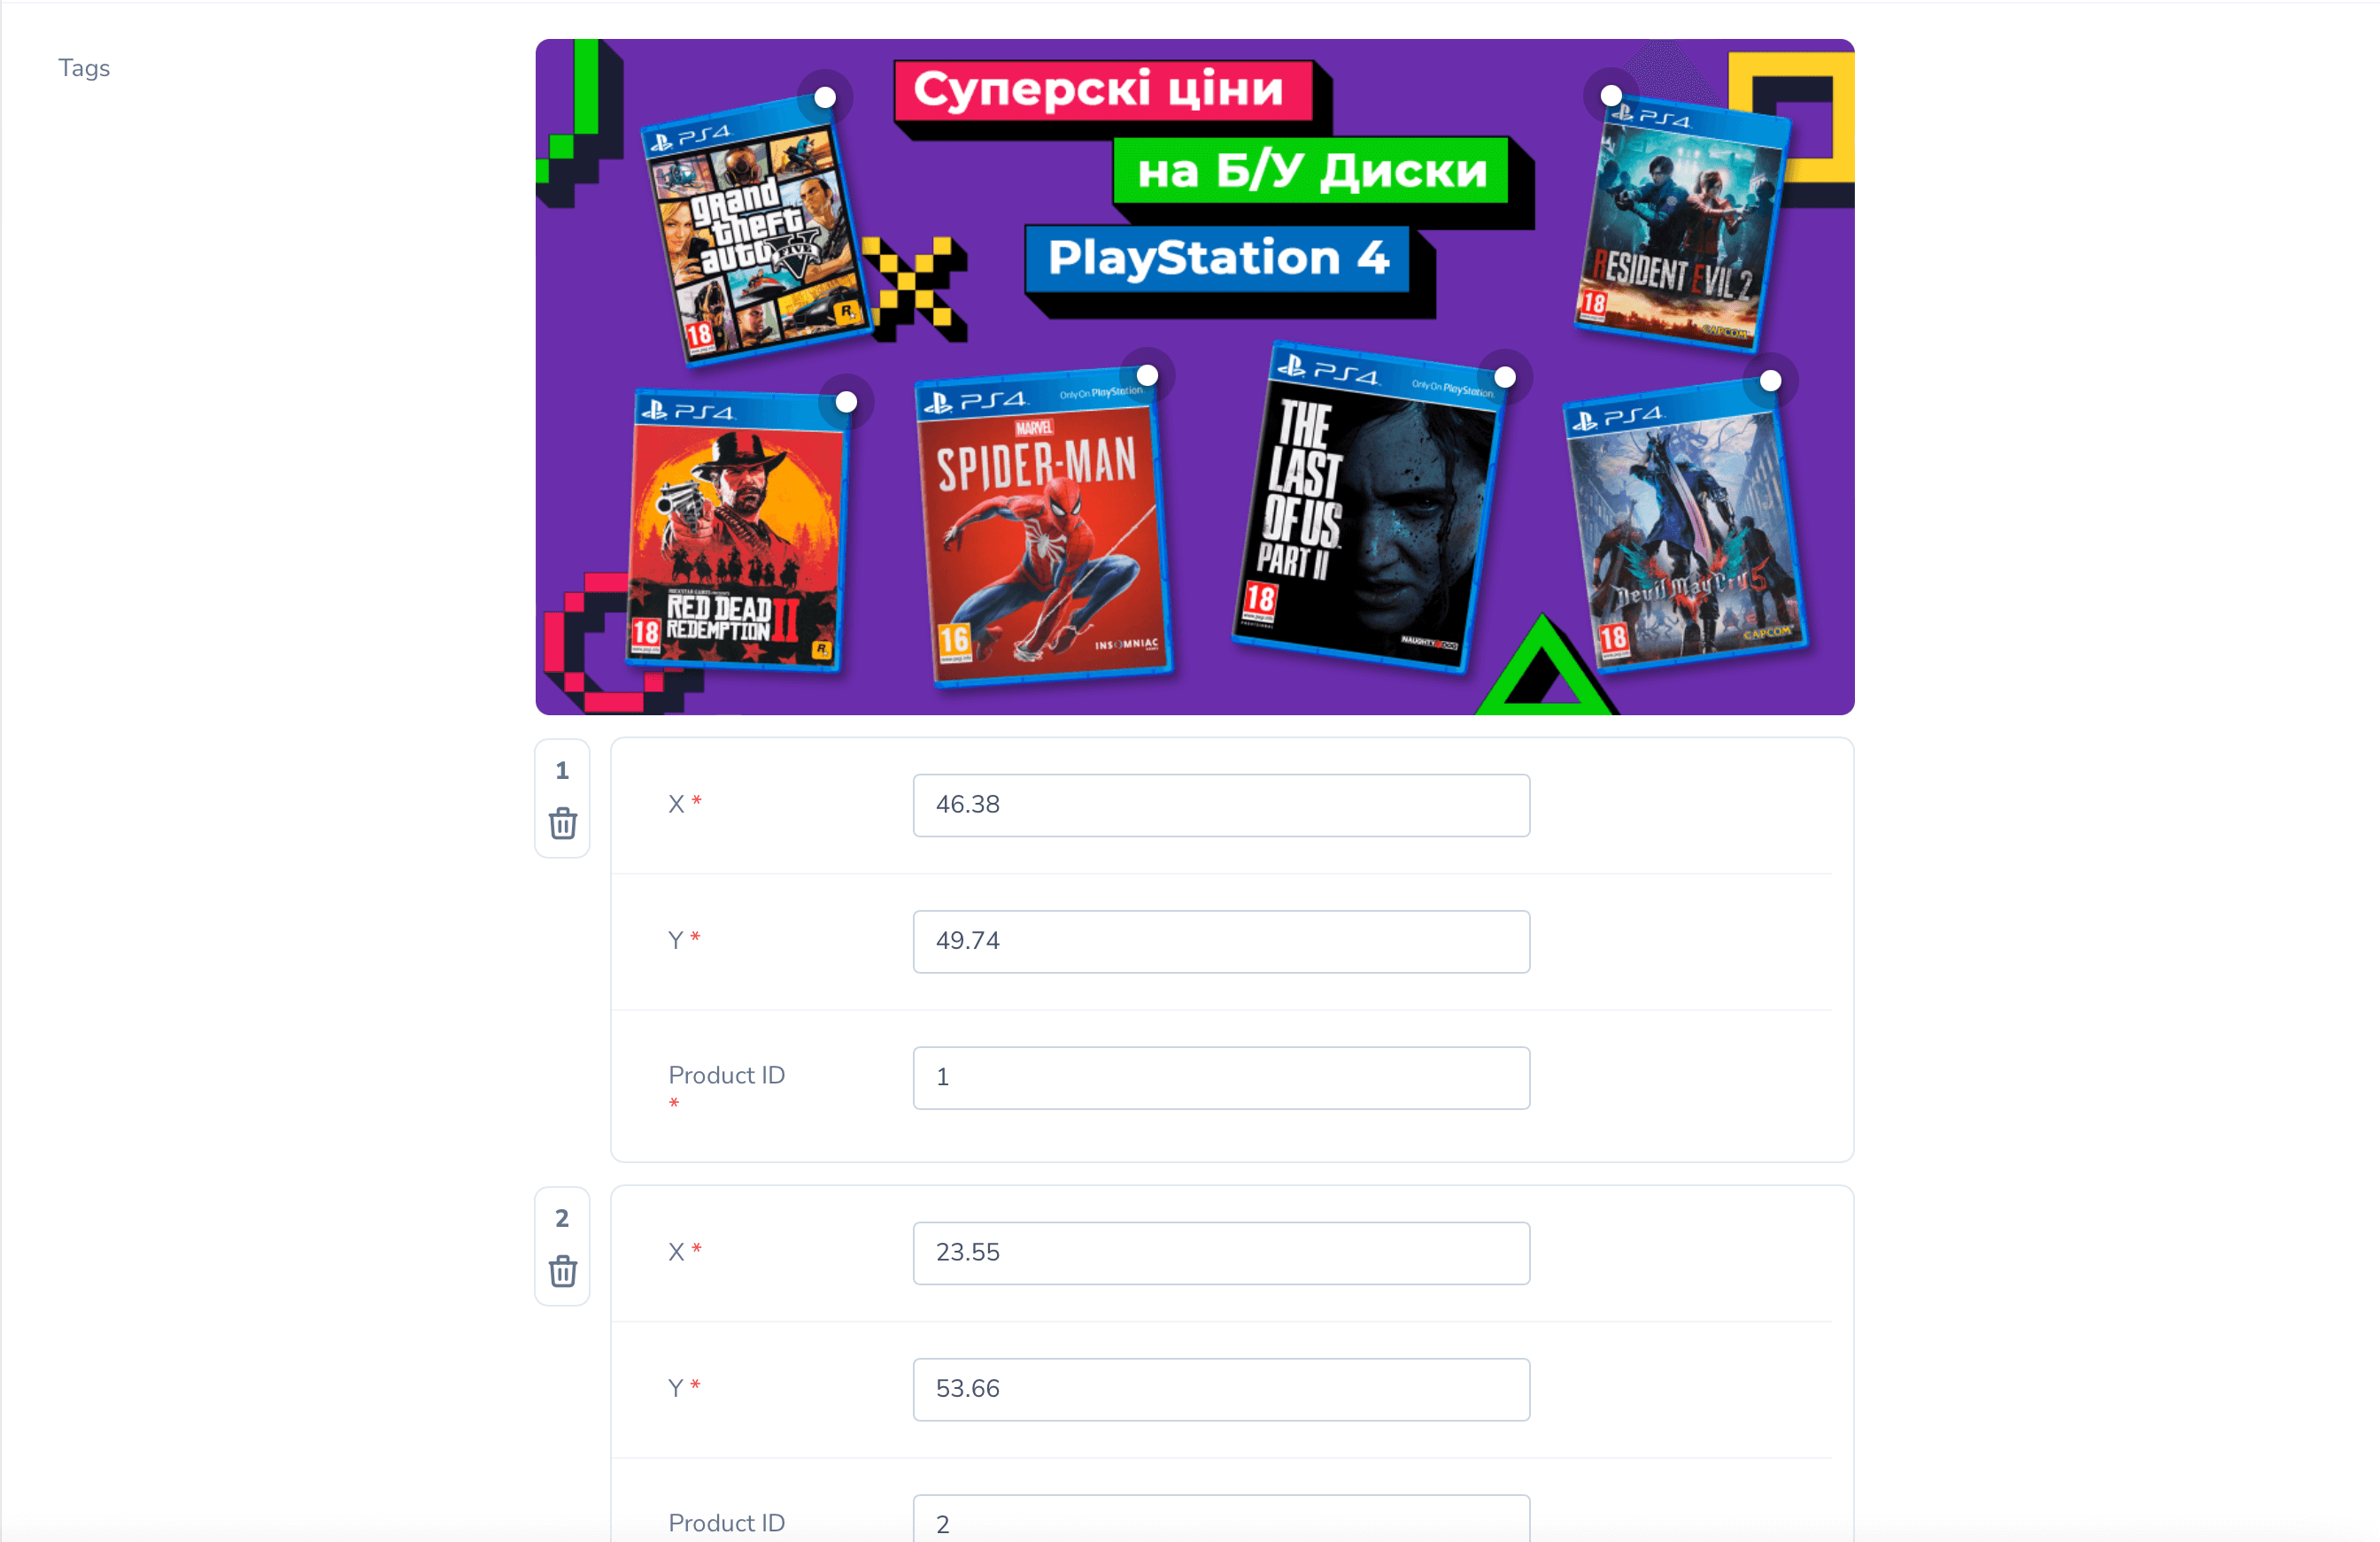 Tags
Суперскі ціни
на Б/У Диски
PlayStation 4
PS4
grand
theft
auto
V
FIVE
18
R
PS4
RESIDENT EVIL 2
18
CAPCOM
PS4
RED DEAD
REDEMPTION II
18
R
PS4
Only On PlayStation
MARVEL
SPIDER-MAN
16
INSOMNIAC
PS4
Only On PlayStation
THE
LAST
OF US
PART II
18
NAUGHTY DOG
PS4
Devil May Cry 5
18
CAPCOM
1
X *
46.38
Y *
49.74
Product ID
*
1
2
X *
23.55
Y *
53.66
Product ID
2